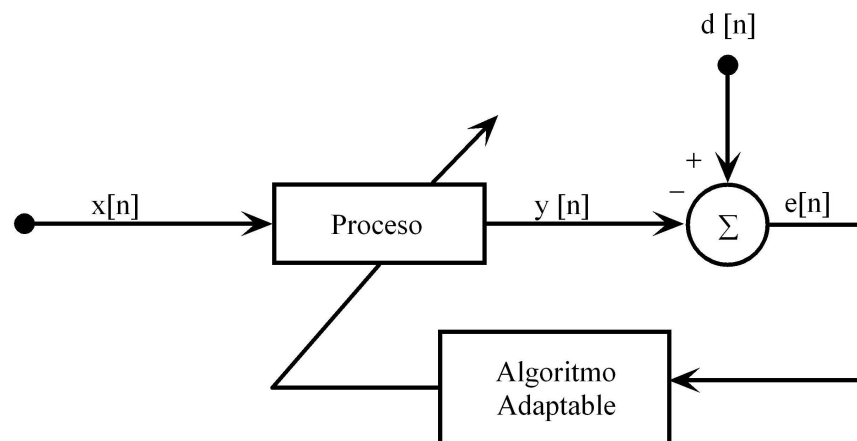 d [n]
+
−
x[n]
Proceso
y [n]
Σ
e[n]
Algoritmo
Adaptable